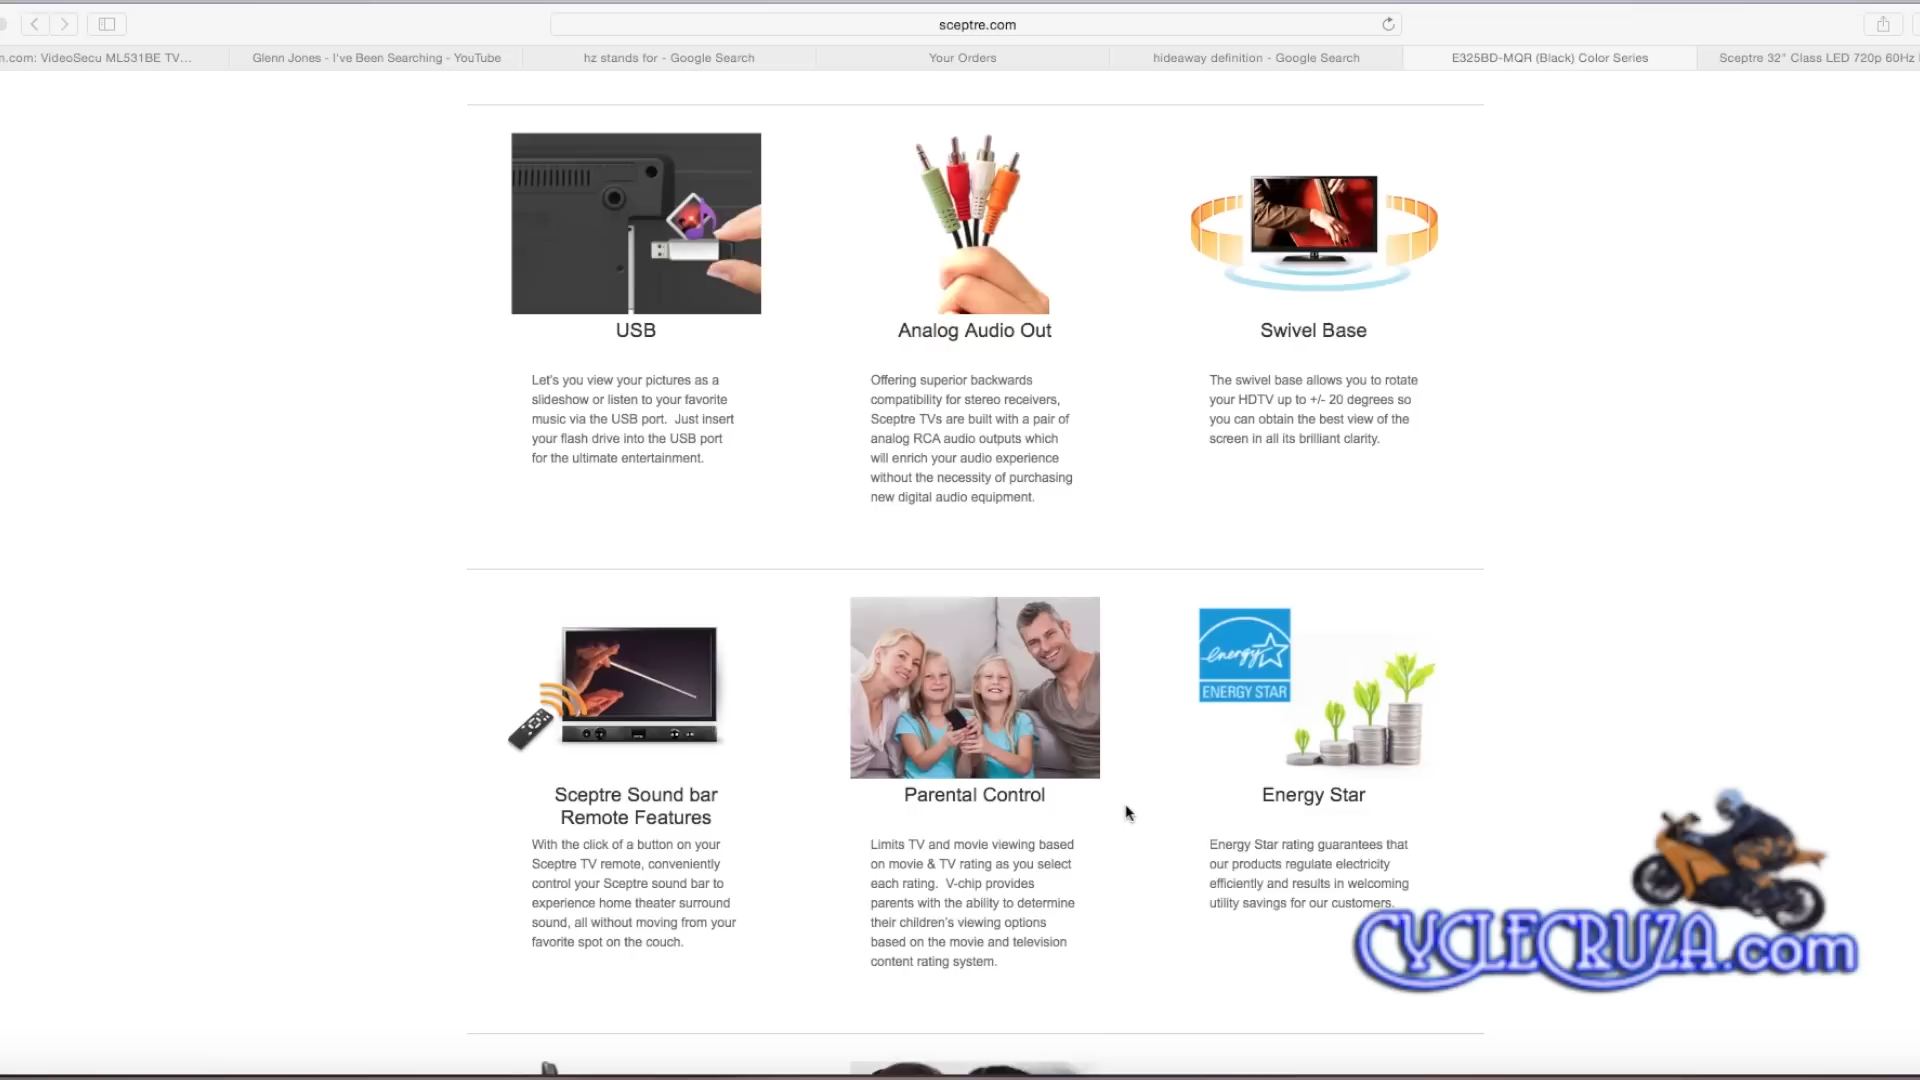 sceptre.com
n.com: VideoSecu ML531BE TV...
Glenn Jones - I've Been Searching - YouTube
hz stands for - Google Search
Your Orders
hideaway definition - Google Search
E325BD-MQR (Black) Color Series
Sceptre 32" Class LED 720p 60Hz
USB
Let's you view your pictures as a
slideshow or listen to your favorite
music via the USB port. Just insert
your flash drive into the USB port
for the ultimate entertainment.
Analog Audio Out
Offering superior backwards
compatibility for stereo receivers,
Sceptre TVs are built with a pair of
analog RCA audio outputs which
will enrich your audio experience
without the necessity of purchasing
new digital audio equipment.
Swivel Base
The swivel base allows you to rotate
your HDTV up to +/- 20 degrees so
you can obtain the best view of the
screen in all its brilliant clarity.
Sceptre Sound bar
Remote Features
With the click of a button on your
Sceptre TV remote, conveniently
control your Sceptre sound bar to
experience home theater surround
sound, all without moving from your
favorite spot on the couch.
Parental Control
Limits TV and movie viewing based
on movie & TV rating as you select
each rating. V-chip provides
parents with the ability to determine
their children's viewing options
based on the movie and television
content rating system.
energy
ENERGY STAR
Energy Star
Energy Star rating guarantees that
our products regulate electricity
efficiently and results in welcoming
utility savings for our customers.
CYCLECRUZA.com